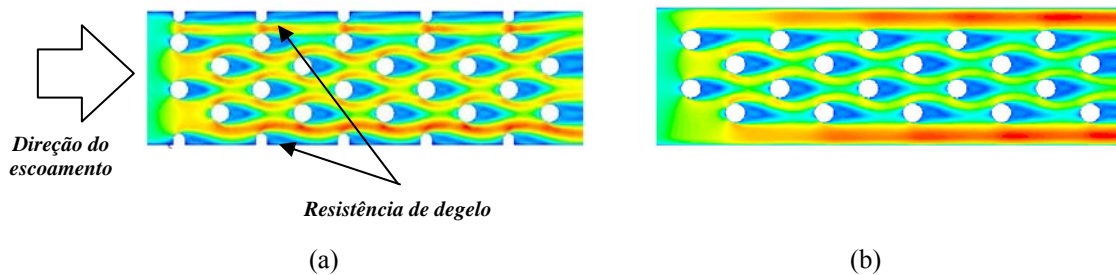 Direção do
escoamento
Resistência de degelo
(a)
(b)